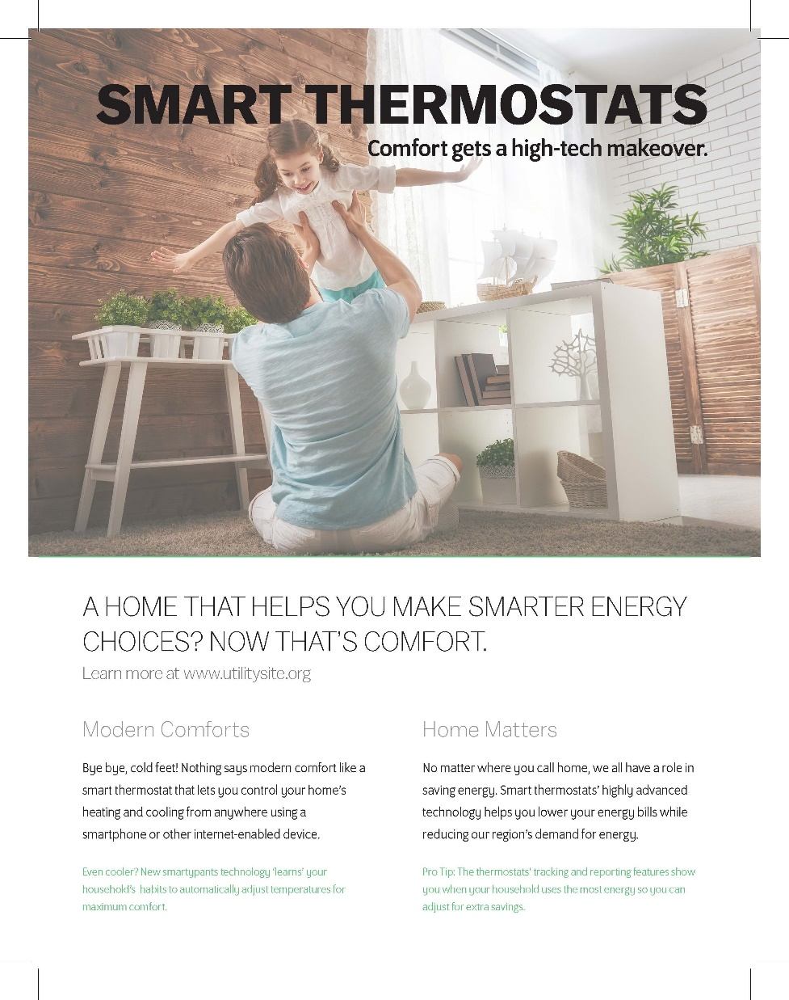 SMART THERMOSTATS
Comfort gets a high-tech makeover.
A HOME THAT HELPS YOU MAKE SMARTER ENERGY
CHOICES? NOW THAT'S COMFORT.
Learn more at www.utilitysite.org
Modern Comforts
Bye bye, cold feet! Nothing says modern comfort like a
smart thermostat that lets you control your home's
heating and cooling from anywhere using a
smartphone or other internet-enabled device.
Even cooler? New smartypants technology 'learns' your
household's habits to automatically adjust temperatures for
maximum comfort.
Home Matters
No matter where you call home, we all have a role in
saving energy. Smart thermostats' highly advanced
technology helps you lower your energy bills while
reducing our region's demand for energy.
Pro Tip: The thermostats' tracking and reporting features show
you when your household uses the most energy so you can
adjust for extra savings.